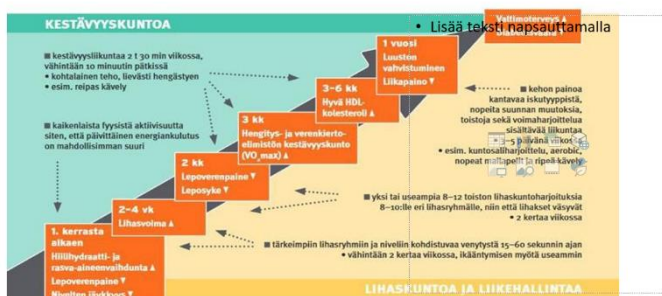 KESTÄVYYSKUNTOA
• Lisää teksti napsauttamalla
Valtimoterveys ▲
■ kestävyysliikuntaa 2 t 30 min viikossa,
vähintään 10 minuutin pätkissä
• kohtalainen teho, lievästi hengästyen
• esim. reipas kävely
■ kaikenlaista fyysistä aktiivisuutta
siten, että päivittäinen energiankulutus
on mahdollisimman suuri
1 vuosi
Luuston
vahvistuminen
Liikapaino ▼
3–6 kk
Hyvä HDL-
kolesteroli ▲
3 kk
Hengitys- ja verenkierto-
elimistön kestävyyskunto
(VO₂max) ▲
2 kk
Lepoverenpaine ▼
Leposyke ▼
2–4 vk
Lihasvoima ▲
1. kerrasta
alkaen
Hiilihydraatti- ja
rasva-aineenvaihdunta ▲
Lepoverenpaine ▼
Nivelten jäykkyys ▼
■ kehon painoa
kantavaa iskutyyppistä,
nopeita suunnan muutoksia,
toistoja sekä voimaharjoittelua
sisältävää liikuntaa
päivänä
• esim. kuntosaliharjoittelu, aerobic,
nopeat mailapelit ja ripeä kävely
■ yksi tai useampia 8–12 toiston lihaskuntoharjoituksia
8–10:lle eri lihasryhmälle, niin että lihakset väsyvät
• 2 kertaa viikossa
■ tärkeimpiin lihasryhmiin ja niveliin kohdistuvaa venytystä 15–60 sekunnin ajan
• vähintään 2 kertaa viikossa, ikääntymisen myötä useammin
LIHASKUNTOA JA LIIKEHALLINTAA